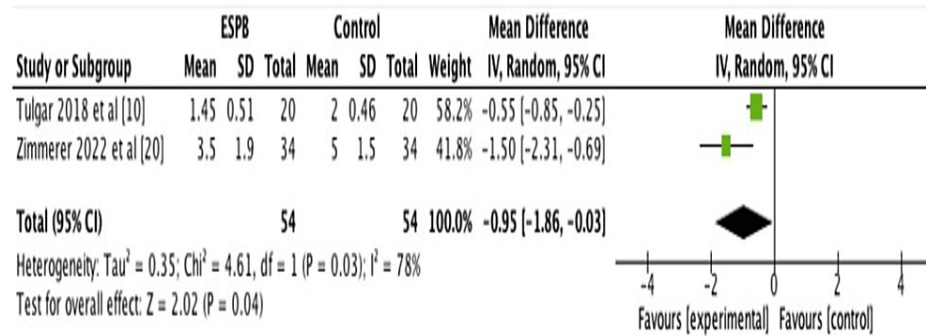 ESPB Control Mean Difference Mean Difference
Study or Subgroup Mean SD Total Mean SD Total Weight IV, Random, 95% CI IV, Random, 95% CI
Tulgar 2018 et al [10] 1.45 0.51 20 2 0.46 20 58.2% -0.55 [-0.85, -0.25]
Zimmerer 2022 et al [20] 3.5 1.9 34 5 1.5 34 41.8% -1.50 [-2.31, -0.69]
Total (95% CI) 54 54 100.0% -0.95 [-1.86, -0.03]
Heterogeneity: Tau² = 0.35; Chi² = 4.61, df = 1 (P = 0.03); I² = 78%
Test for overall effect: Z = 2.02 (P = 0.04)
-4 -2 0 2 4
Favours [experimental] Favours [control]